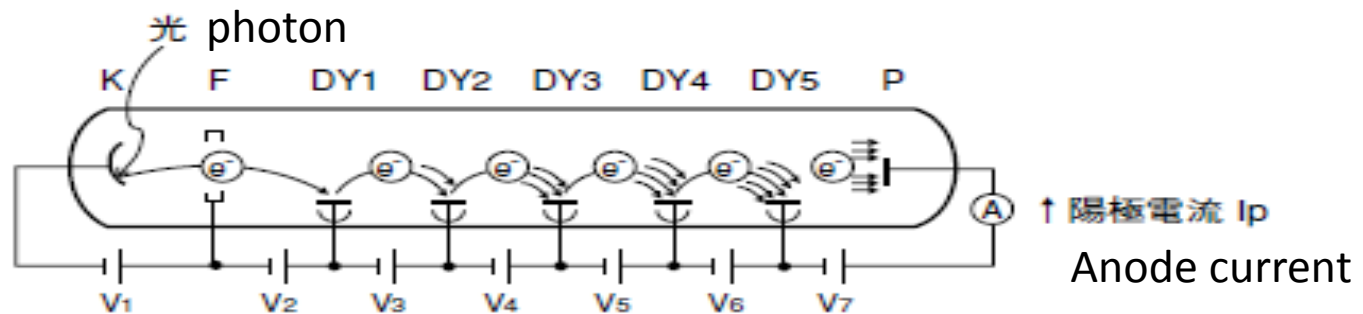 光 photon
K F DY1 DY2 DY3 DY4 DY5 P
e⁻ e⁻ e⁻ e⁻ e⁻ e⁻
A ↑陽極電流 Ip
Anode current
V1 V2 V3 V4 V5 V6 V7